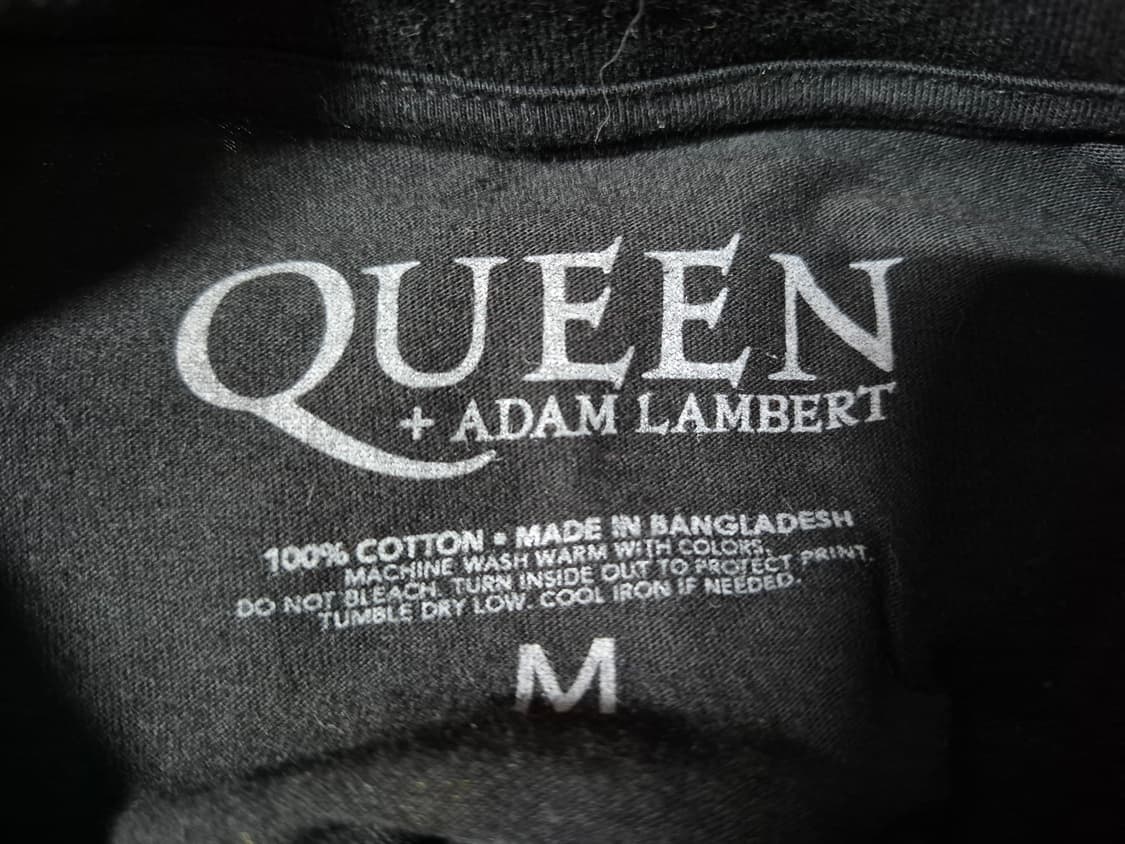 QUEEN
+ ADAM LAMBERT
100% COTTON • MADE IN BANGLADESH
MACHINE WASH WARM WITH COLORS.
DO NOT BLEACH. TURN INSIDE OUT TO PROTECT PRINT.
TUMBLE DRY LOW. COOL IRON IF NEEDED.
M